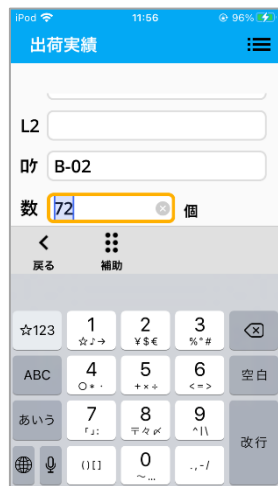 iPod 11:56 96%
出荷実績
L2
ロケ B-02
数 72 個
戻る 補助
☆123 1 2 3
☆♪→ ¥$€ %°#
ABC 4 5 6 空白
○*・ +×÷ <=>
あいう 7 8 9
「」: 〒々〆 ^|\
()[] 0 .,-/ 改行
~…